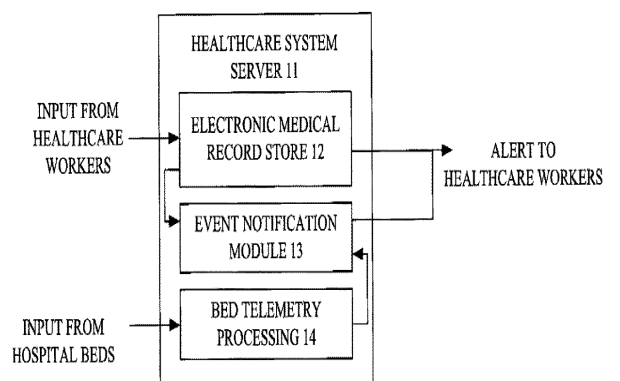 HEALTHCARE SYSTEM
SERVER 11
INPUT FROM
HEALTHCARE
WORKERS
ELECTRONIC MEDICAL
RECORD STORE 12
ALERT TO
HEALTHCARE WORKERS
EVENT NOTIFICATION
MODULE 13
INPUT FROM
HOSPITAL BEDS
BED TELEMETRY
PROCESSING 14